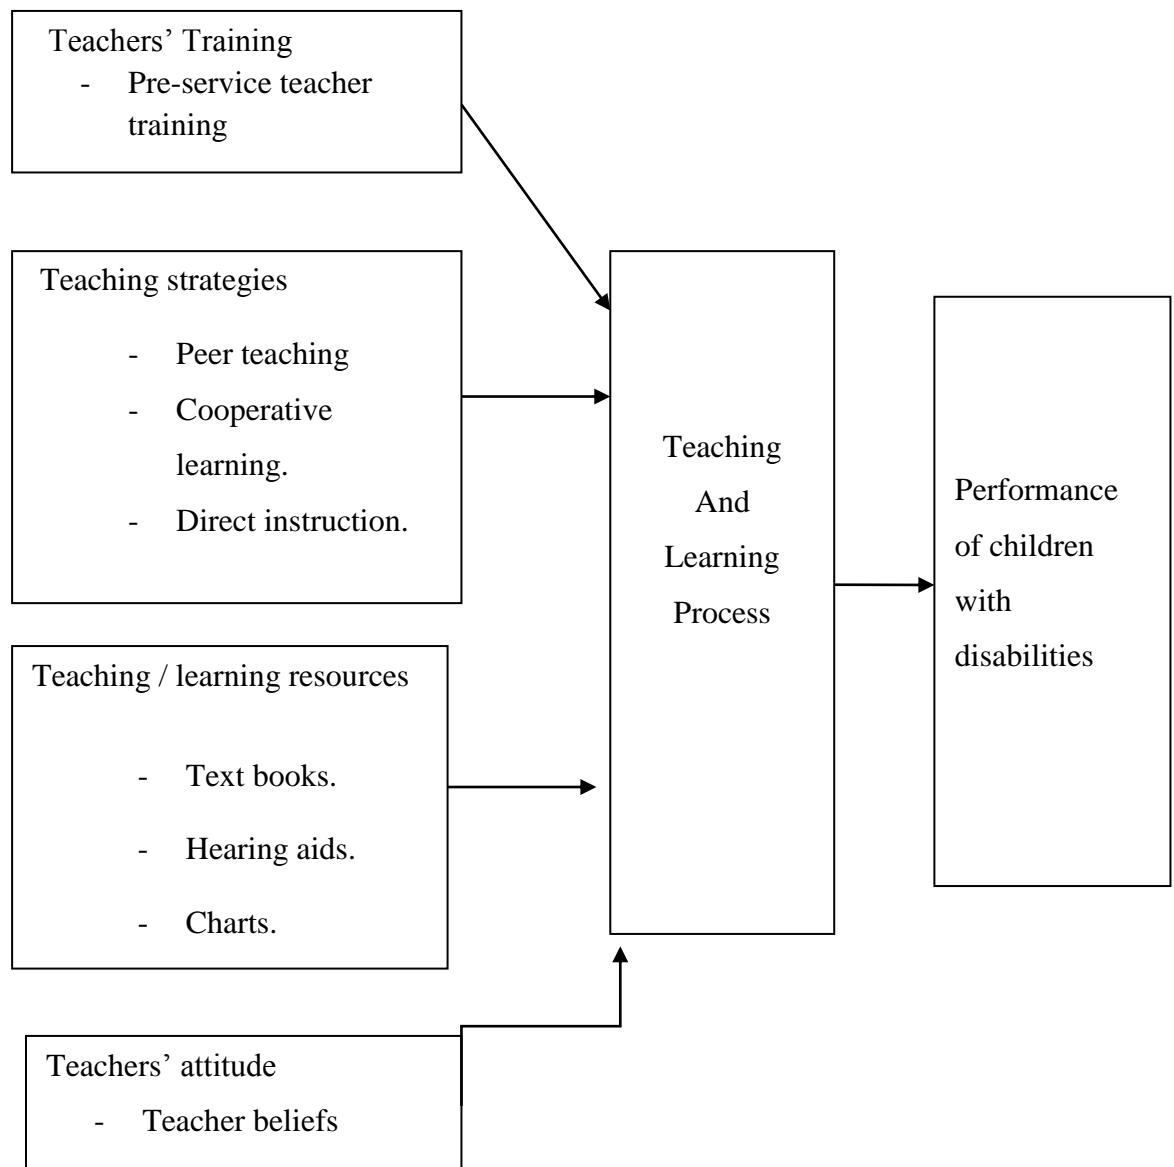 Teachers’ Training
- Pre-service teacher
training
Teaching strategies
- Peer teaching
- Cooperative
learning.
- Direct instruction.
Teaching / learning resources
- Text books.
- Hearing aids.
- Charts.
Teachers’ attitude
- Teacher beliefs
Teaching
And
Learning
Process
Performance
of children
with
disabilities